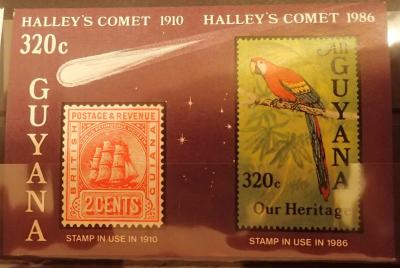 HALLEY'S COMET 1910
HALLEY'S COMET 1986
320c
GUYANA
POSTAGE & REVENUE
BRITISH
GUIANA
2 CENTS
STAMP IN USE IN 1910
Air
GUYANA
320c
Our Heritage
STAMP IN USE IN 1986